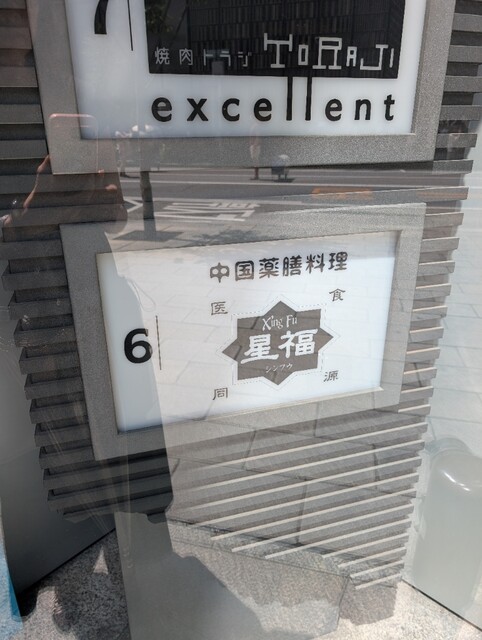 7
焼肉トラジ TORAJI
excellent
中国薬膳料理
医 食
6
Xing Fu
星福
シンフウ
同 源